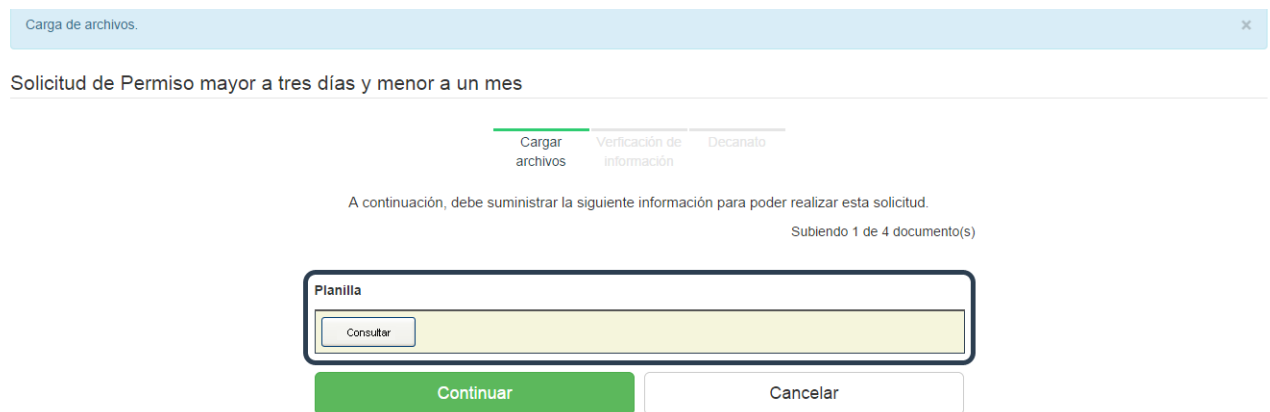 Carga de archivos.
×
Solicitud de Permiso mayor a tres días y menor a un mes
Cargar archivos
Verficación de información
Decanato
A continuación, debe suministrar la siguiente información para poder realizar esta solicitud.
Subiendo 1 de 4 documento(s)
Planilla
Consultar
Continuar
Cancelar